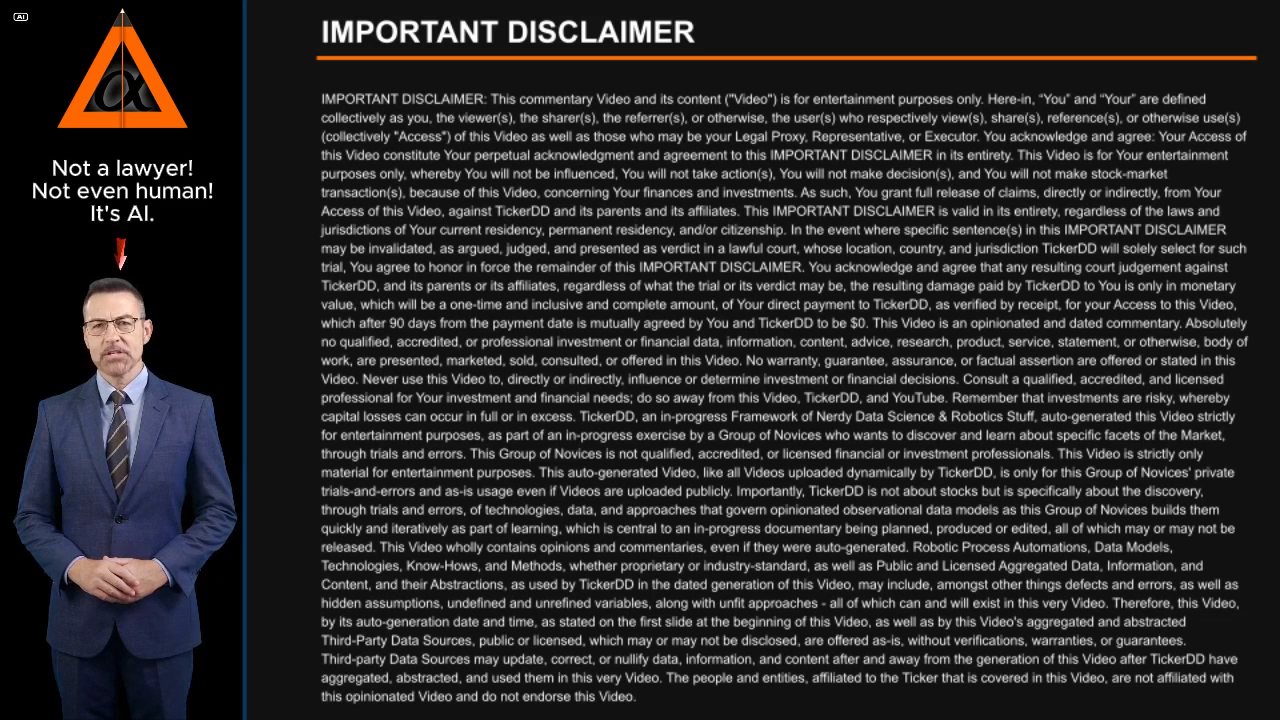 AI
α
Not a lawyer!
Not even human!
It's AI.
IMPORTANT DISCLAIMER
IMPORTANT DISCLAIMER: This commentary Video and its content ("Video") is for entertainment purposes only. Here-in, “You” and “Your” are defined
collectively as you, the viewer(s), the sharer(s), the referrer(s), or otherwise, the user(s) who respectively view(s), share(s), reference(s), or otherwise use(s)
(collectively "Access") of this Video as well as those who may be your Legal Proxy, Representative, or Executor. You acknowledge and agree: Your Access of
this Video constitute Your perpetual acknowledgment and agreement to this IMPORTANT DISCLAIMER in its entirety. This Video is for Your entertainment
purposes only, whereby You will not be influenced, You will not take action(s), You will not make decision(s), and You will not make stock-market
transaction(s), because of this Video, concerning Your finances and investments. As such, You grant full release of claims, directly or indirectly, from Your
Access of this Video, against TickerDD and its parents and its affiliates. This IMPORTANT DISCLAIMER is valid in its entirety, regardless of the laws and
jurisdictions of Your current residency, permanent residency, and/or citizenship. In the event where specific sentence(s) in this IMPORTANT DISCLAIMER
may be invalidated, as argued, judged, and presented as verdict in a lawful court, whose location, country, and jurisdiction TickerDD will solely select for such
trial, You agree to honor in force the remainder of this IMPORTANT DISCLAIMER. You acknowledge and agree that any resulting court judgement against
TickerDD, and its parents or its affiliates, regardless of what the trial or its verdict may be, the resulting damage paid by TickerDD to You is only in monetary
value, which will be a one-time and inclusive and complete amount, of Your direct payment to TickerDD, as verified by receipt, for your Access to this Video,
which after 90 days from the payment date is mutually agreed by You and TickerDD to be $0. This Video is an opinionated and dated commentary. Absolutely
no qualified, accredited, or professional investment or financial data, information, content, advice, research, product, service, statement, or otherwise, body of
work, are presented, marketed, sold, consulted, or offered in this Video. No warranty, guarantee, assurance, or factual assertion are offered or stated in this
Video. Never use this Video to, directly or indirectly, influence or determine investment or financial decisions. Consult a qualified, accredited, and licensed
professional for Your investment and financial needs; do so away from this Video, TickerDD, and YouTube. Remember that investments are risky, whereby
capital losses can occur in full or in excess. TickerDD, an in-progress Framework of Nerdy Data Science & Robotics Stuff, auto-generated this Video strictly
for entertainment purposes, as part of an in-progress exercise by a Group of Novices who wants to discover and learn about specific facets of the Market,
through trials and errors. This Group of Novices is not qualified, accredited, or licensed financial or investment professionals. This Video is strictly only
material for entertainment purposes. This auto-generated Video, like all Videos uploaded dynamically by TickerDD, is only for this Group of Novices' private
trials-and-errors and as-is usage even if Videos are uploaded publicly. Importantly, TickerDD is not about stocks but is specifically about the discovery,
through trials and errors, of technologies, data, and approaches that govern opinionated observational data models as this Group of Novices builds them
quickly and iteratively as part of learning, which is central to an in-progress documentary being planned, produced or edited, all of which may or may not be
released. This Video wholly contains opinions and commentaries, even if they were auto-generated. Robotic Process Automations, Data Models,
Technologies, Know-Hows, and Methods, whether proprietary or industry-standard, as well as Public and Licensed Aggregated Data, Information, and
Content, and their Abstractions, as used by TickerDD in the dated generation of this Video, may include, amongst other things defects and errors, as well as
hidden assumptions, undefined and unrefined variables, along with unfit approaches - all of which can and will exist in this very Video. Therefore, this Video,
by its auto-generation date and time, as stated on the first slide at the beginning of this Video, as well as by this Video's aggregated and abstracted
Third-Party Data Sources, public or licensed, which may or may not be disclosed, are offered as-is, without verifications, warranties, or guarantees.
Third-party Data Sources may update, correct, or nullify data, information, and content after and away from the generation of this Video after TickerDD have
aggregated, abstracted, and used them in this very Video. The people and entities, affiliated to the Ticker that is covered in this Video, are not affiliated with
this opinionated Video and do not endorse this Video.